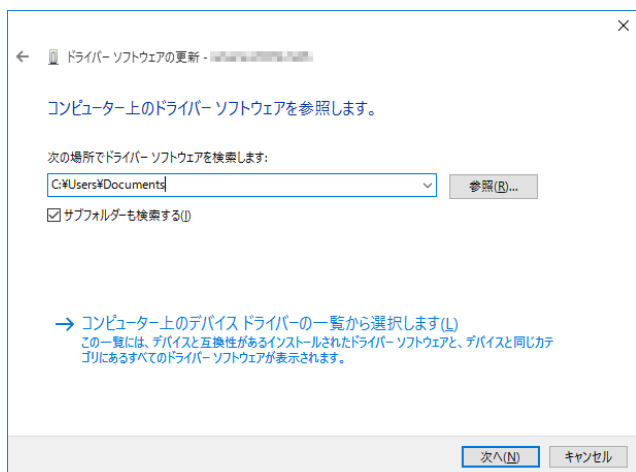 ドライバー ソフトウェアの更新 -
コンピューター上のドライバー ソフトウェアを参照します。
次の場所でドライバー ソフトウェアを検索します:
C:¥Users¥Documents
参照(R)...
サブフォルダーも検索する(I)
コンピューター上のデバイス ドライバーの一覧から選択します(L)
この一覧には、デバイスと互換性があるインストールされたドライバー ソフトウェアと、デバイスと同じカテ
ゴリにあるすべてのドライバー ソフトウェアが表示されます。
次へ(N)
キャンセル